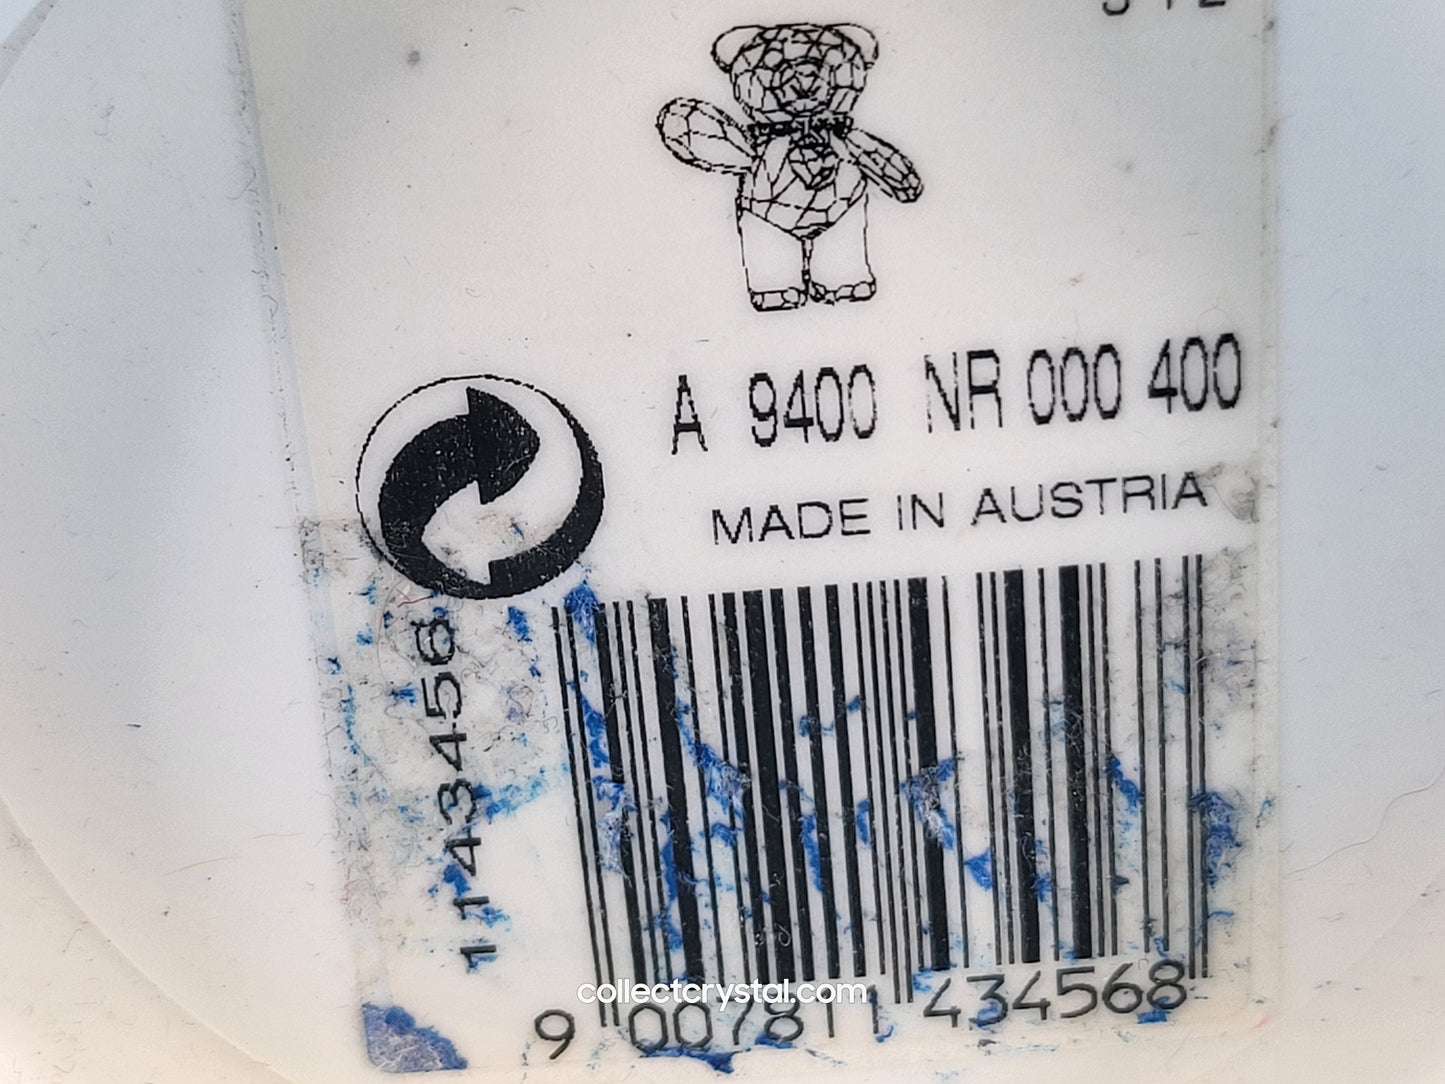 A 9400 NR 000 400
MADE IN AUSTRIA
1143456
9 007811 434568
collectcrystal.com